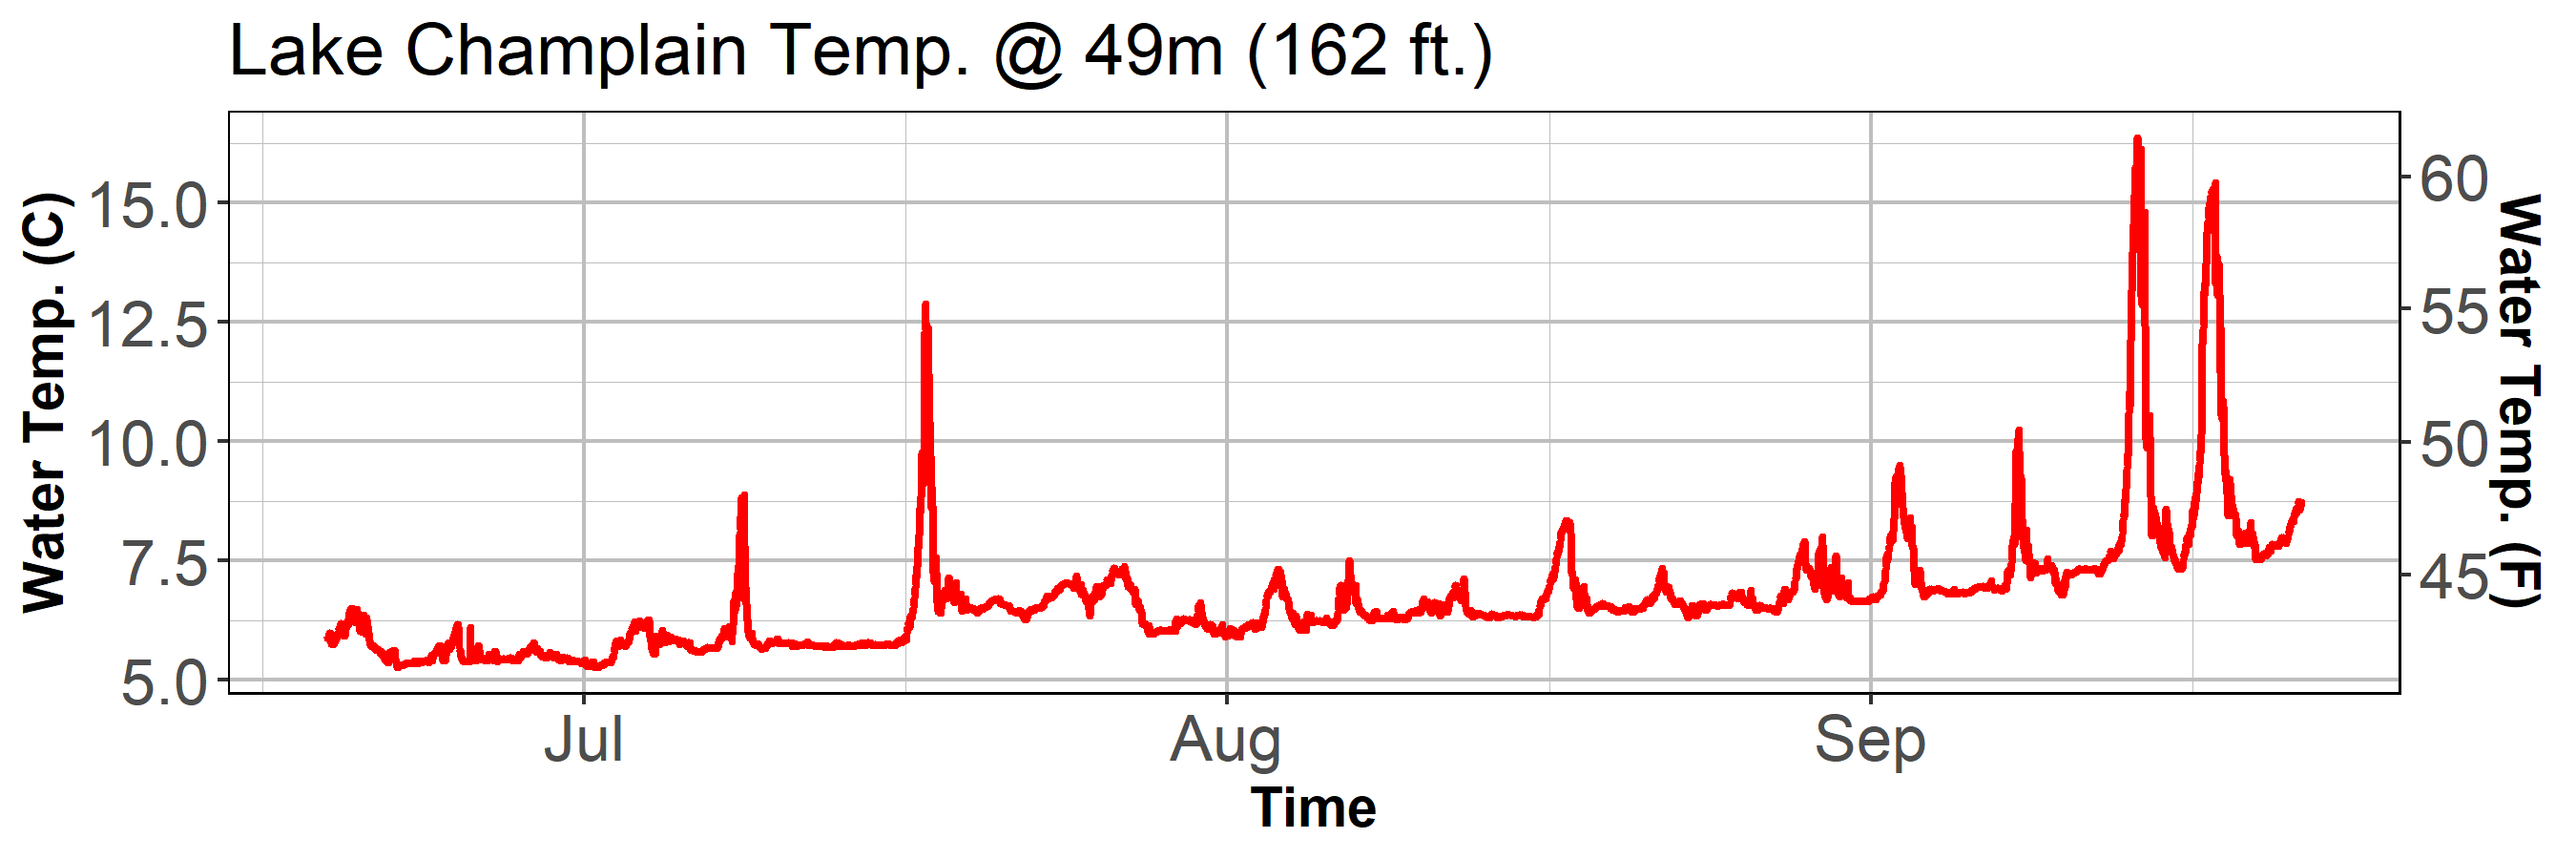 Lake Champlain Temp. @ 49m (162 ft.)
Water Temp. (C)
15.0
12.5
10.0
7.5
5.0
60
55
50
45
Water Temp. (F)
Jul
Aug
Sep
Time